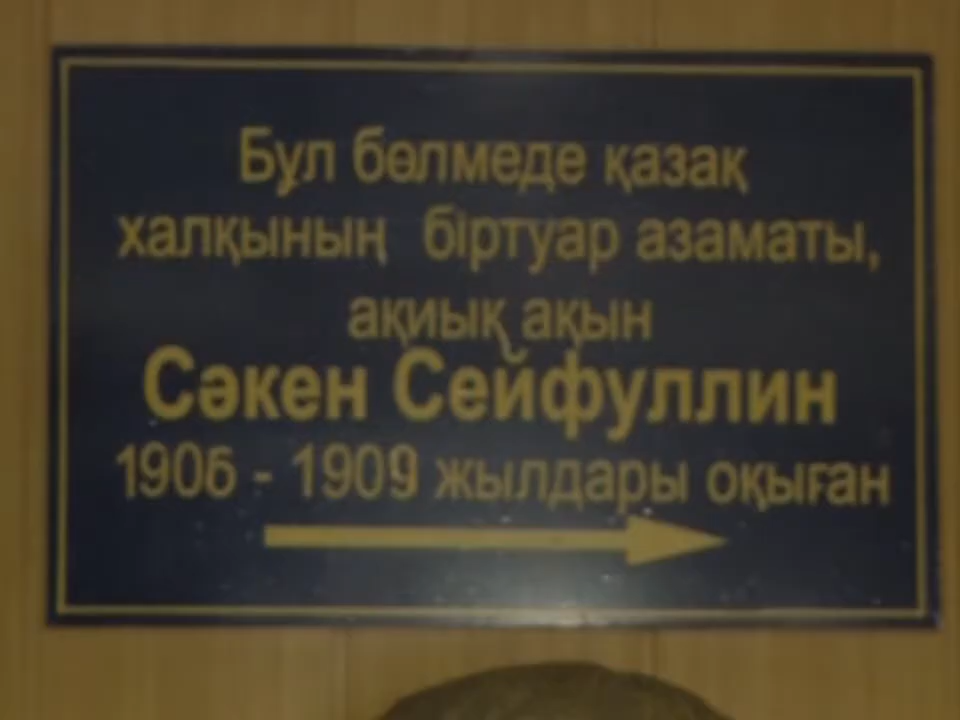 Бұл бөлмеде қазақ
халқының біртуар азаматы,
ақиық ақын
Сәкен Сейфуллин
1906 - 1909 жылдары оқыған